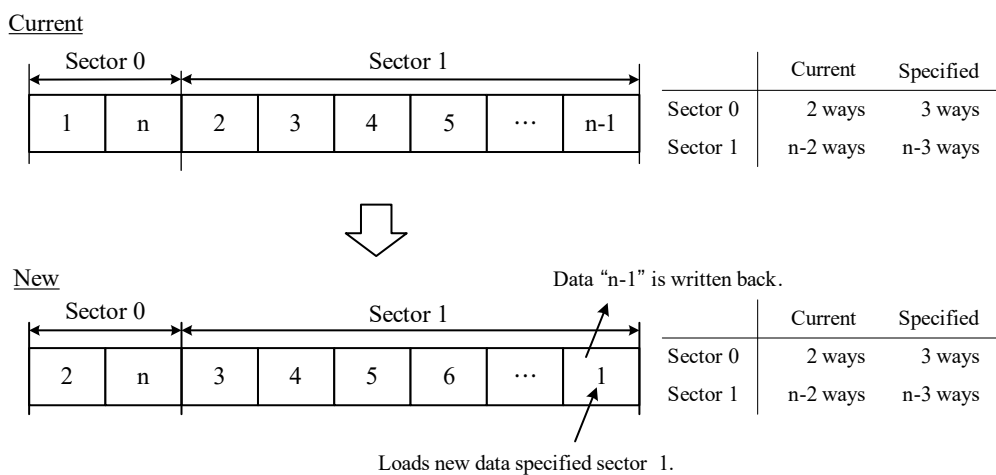 Current
Sector 0 Sector 1
1 n 2 3 4 5 ⋯ n-1
Current Specified
Sector 0 2 ways 3 ways
Sector 1 n-2 ways n-3 ways
New
Data “n-1” is written back.
Sector 0 Sector 1
2 n 3 4 5 6 ⋯ 1
Current Specified
Sector 0 2 ways 3 ways
Sector 1 n-2 ways n-3 ways
Loads new data specified sector 1.